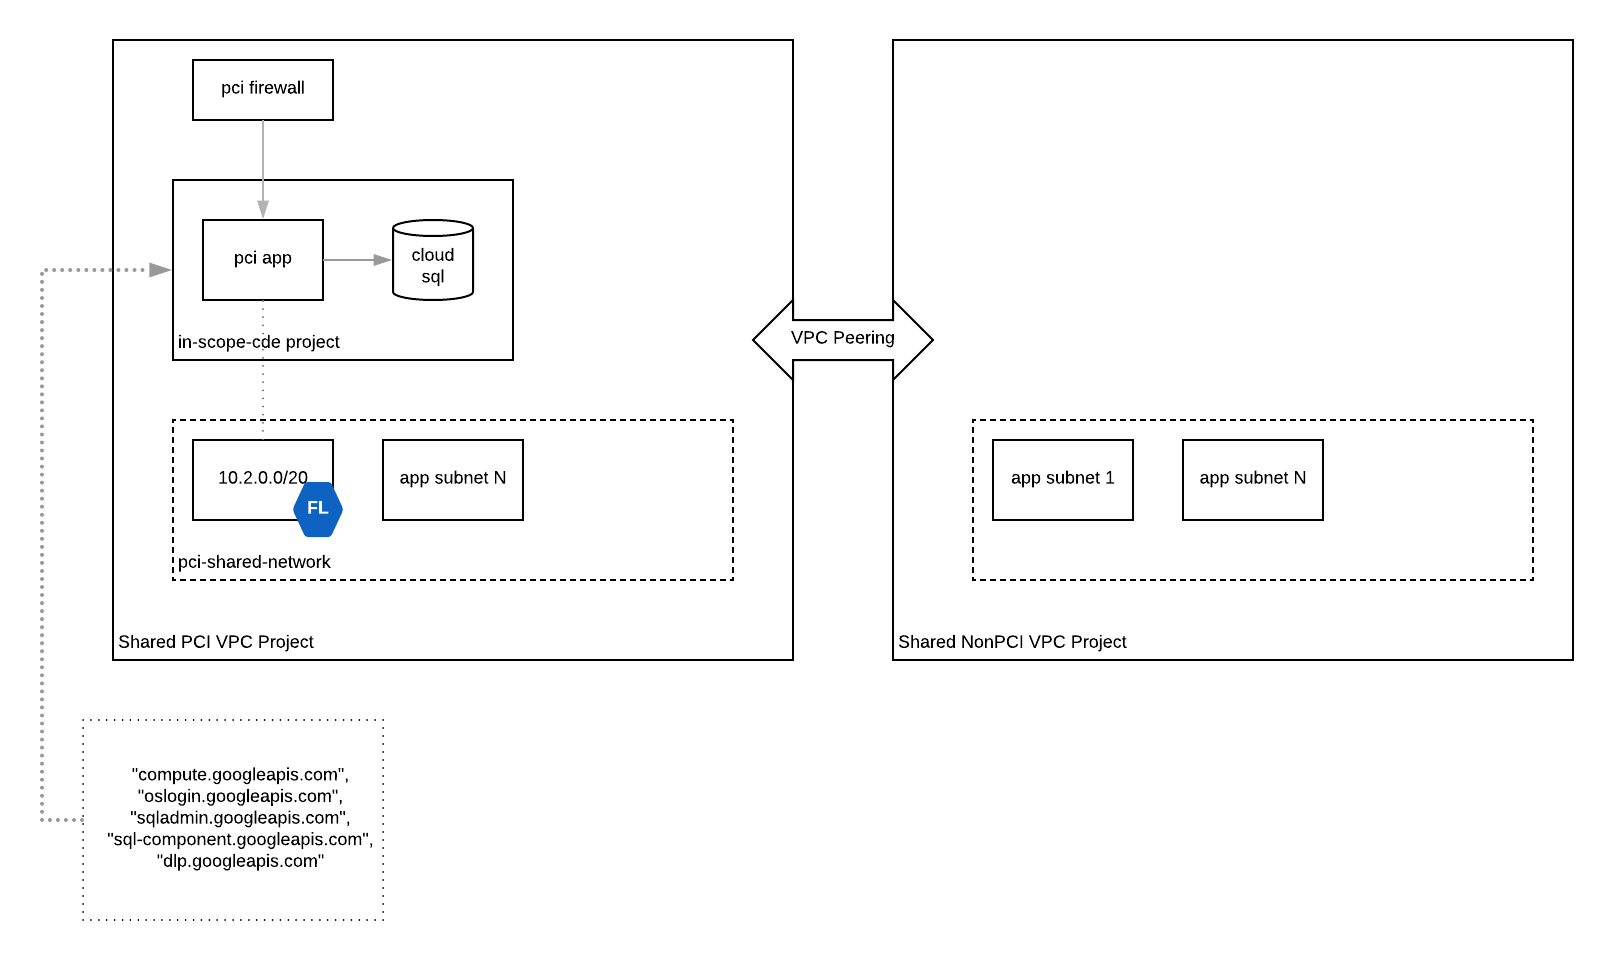 pci firewall
pci app
cloud
sql
in-scope-cde project
VPC Peering
10.2.0.0/20
FL
app subnet N
pci-shared-network
app subnet 1
app subnet N
Shared PCI VPC Project
Shared NonPCI VPC Project
"compute.googleapis.com",
"oslogin.googleapis.com",
"sqladmin.googleapis.com",
"sql-component.googleapis.com",
"dlp.googleapis.com"